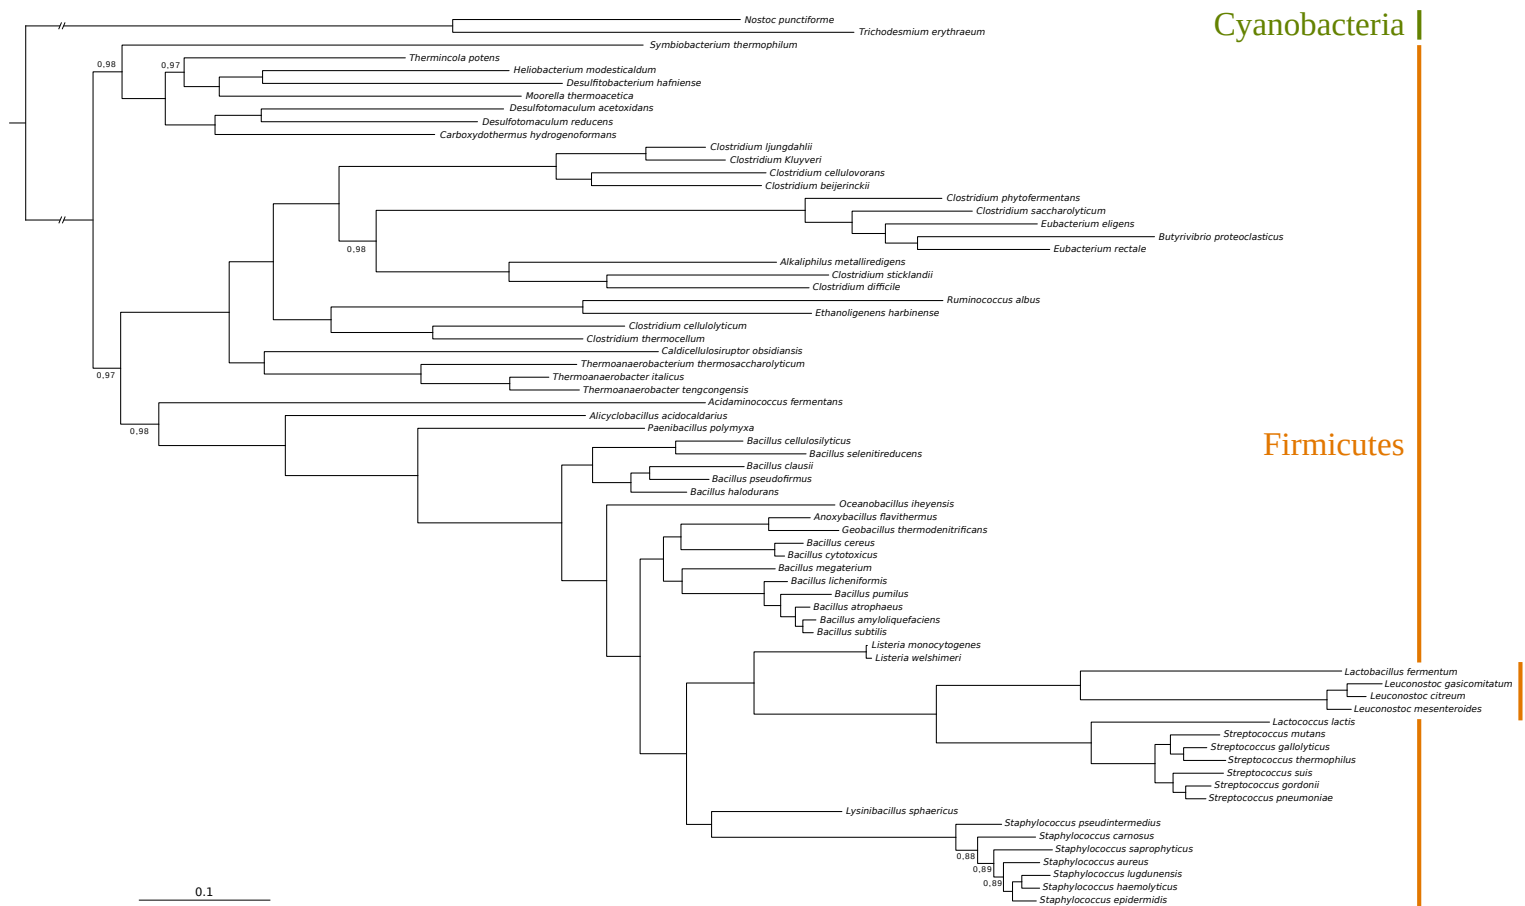 Nostoc punctiforme
Cyanobacteria
Trichodesmium erythraeum
Symbiobacterium thermophilum
Thermincola potens
0,98
0,97
Heliobacterium modesticaldum
Desulfitobacterium hafniense
Moorella thermoacetica
Desulfotomaculum acetoxidans
Desulfotomaculum reducens
Carboxydothermus hydrogenoformans
Clostridium ljungdahlii
Clostridium Kluyveri
Clostridium cellulovorans
Clostridium beijerinckii
Clostridium phytofermentans
Clostridium saccharolyticum
Eubacterium eligens
Butyrivibrio proteoclasticus
0,98
Eubacterium rectale
Alkaliphilus metalliredigens
Clostridium sticklandii
Clostridium difficile
Ruminococcus albus
Ethanoligenens harbinense
Clostridium cellulolyticum
Clostridium thermocellum
Caldicellulosiruptor obsidiansis
Thermoanaerobacterium thermosaccharolyticum
0,97
Thermoanaerobacter italicus
Thermoanaerobacter tengcongensis
Acidaminococcus fermentans
Alicyclobacillus acidocaldarius
0,98
Paenibacillus polymyxa
Bacillus cellulosilyticus
Firmicutes
Bacillus selenitireducens
Bacillus clausii
Bacillus pseudofirmus
Bacillus halodurans
Oceanobacillus iheyensis
Anoxybacillus flavithermus
Geobacillus thermodenitrificans
Bacillus cereus
Bacillus cytotoxicus
Bacillus megaterium
Bacillus licheniformis
Bacillus pumilus
Bacillus atrophaeus
Bacillus amyloliquefaciens
Bacillus subtilis
Listeria monocytogenes
Listeria welshimeri
Lactobacillus fermentum
Leuconostoc gasicomitatum
Leuconostoc citreum
Leuconostoc mesenteroides
Lactococcus lactis
Streptococcus mutans
Streptococcus gallolyticus
Streptococcus thermophilus
Streptococcus suis
Streptococcus gordonii
Streptococcus pneumoniae
Lysinibacillus sphaericus
Staphylococcus pseudintermedius
Staphylococcus carnosus
Staphylococcus saprophyticus
0,88
Staphylococcus aureus
0,89
Staphylococcus lugdunensis
0,89
Staphylococcus haemolyticus
0.1
Staphylococcus epidermidis